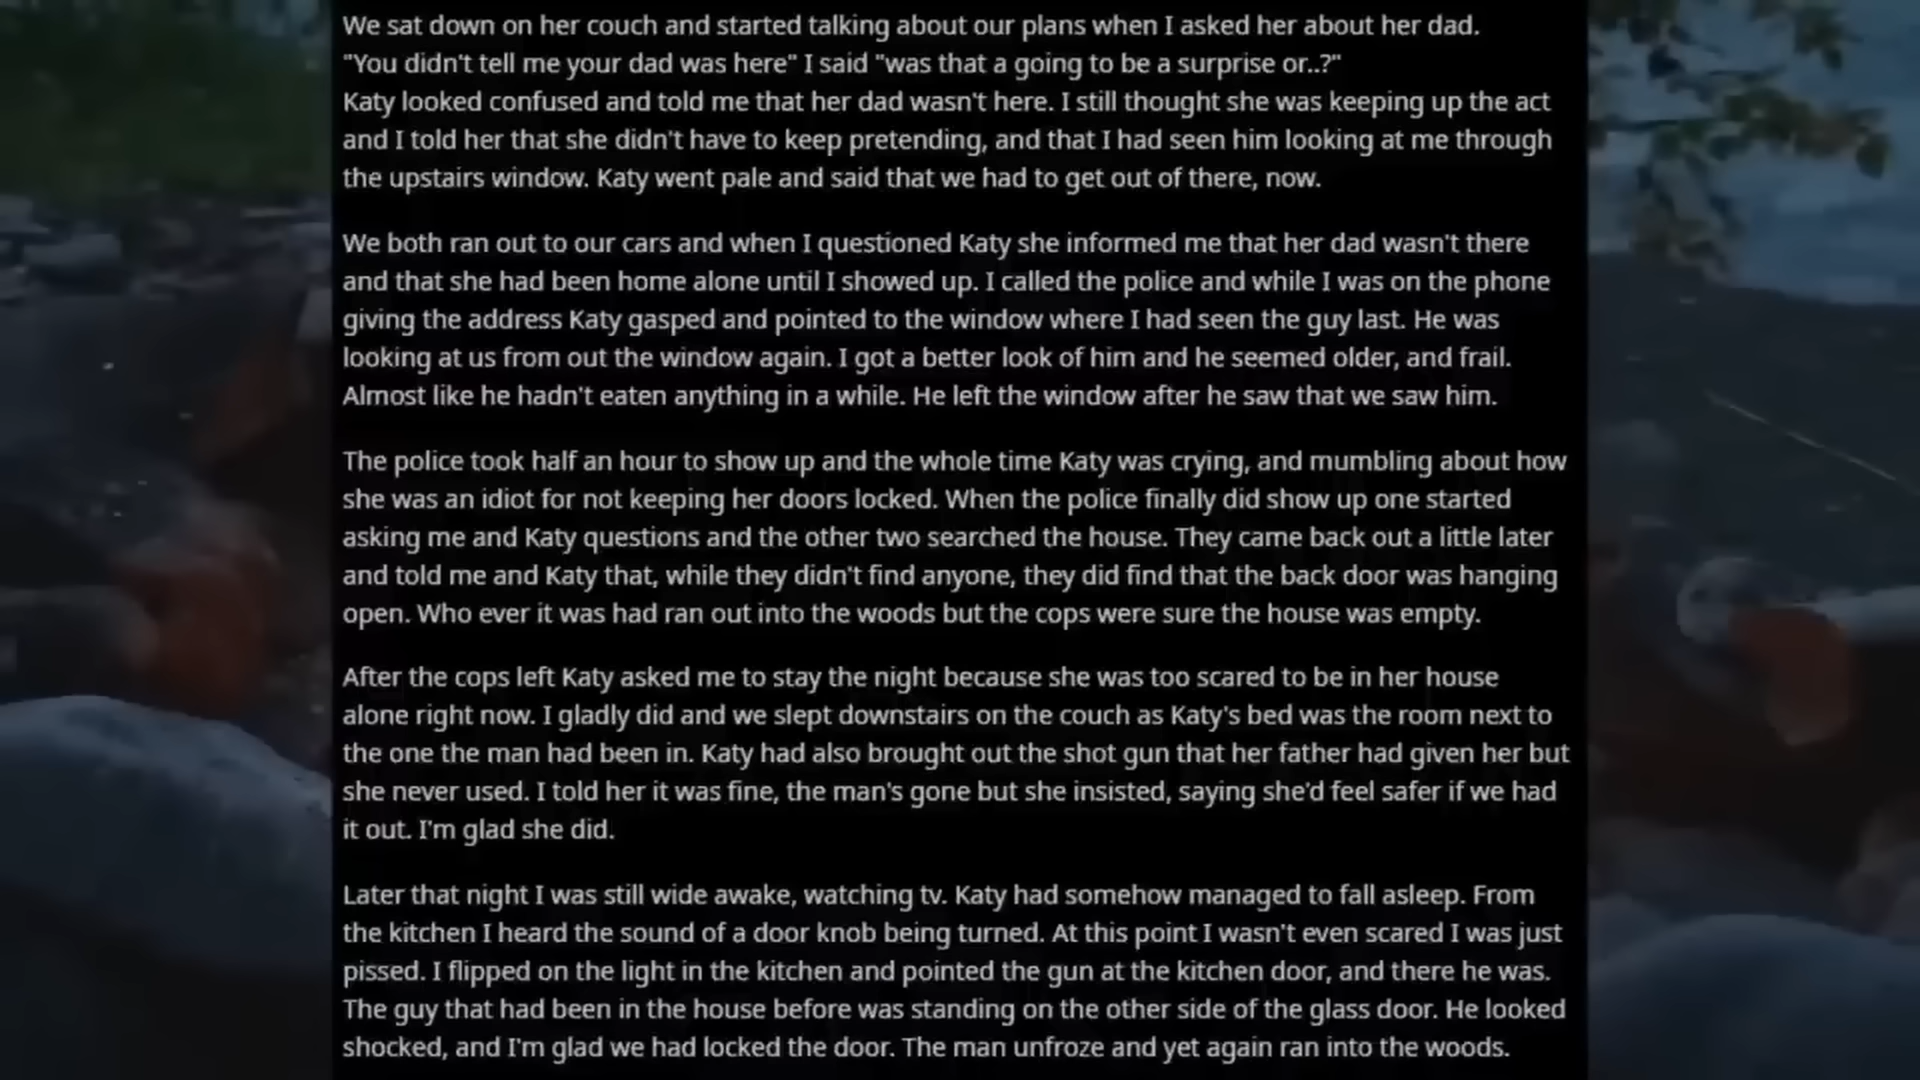 We sat down on her couch and started talking about our plans when I asked her about her dad.
"You didn't tell me your dad was here" I said "was that a going to be a surprise or..?"
Katy looked confused and told me that her dad wasn't here. I still thought she was keeping up the act
and I told her that she didn't have to keep pretending, and that I had seen him looking at me through
the upstairs window. Katy went pale and said that we had to get out of there, now.
We both ran out to our cars and when I questioned Katy she informed me that her dad wasn't there
and that she had been home alone until I showed up. I called the police and while I was on the phone
giving the address Katy gasped and pointed to the window where I had seen the guy last. He was
looking at us from out the window again. I got a better look of him and he seemed older, and frail.
Almost like he hadn't eaten anything in a while. He left the window after he saw that we saw him.
The police took half an hour to show up and the whole time Katy was crying, and mumbling about how
she was an idiot for not keeping her doors locked. When the police finally did show up one started
asking me and Katy questions and the other two searched the house. They came back out a little later
and told me and Katy that, while they didn't find anyone, they did find that the back door was hanging
open. Who ever it was had ran out into the woods but the cops were sure the house was empty.
After the cops left Katy asked me to stay the night because she was too scared to be in her house
alone right now. I gladly did and we slept downstairs on the couch as Katy's bed was the room next to
the one the man had been in. Katy had also brought out the shot gun that her father had given her but
she never used. I told her it was fine, the man's gone but she insisted, saying she'd feel safer if we had
it out. I'm glad she did.
Later that night I was still wide awake, watching tv. Katy had somehow managed to fall asleep. From
the kitchen I heard the sound of a door knob being turned. At this point I wasn't even scared I was just
pissed. I flipped on the light in the kitchen and pointed the gun at the kitchen door, and there he was.
The guy that had been in the house before was standing on the other side of the glass door. He looked
shocked, and I'm glad we had locked the door. The man unfroze and yet again ran into the woods.